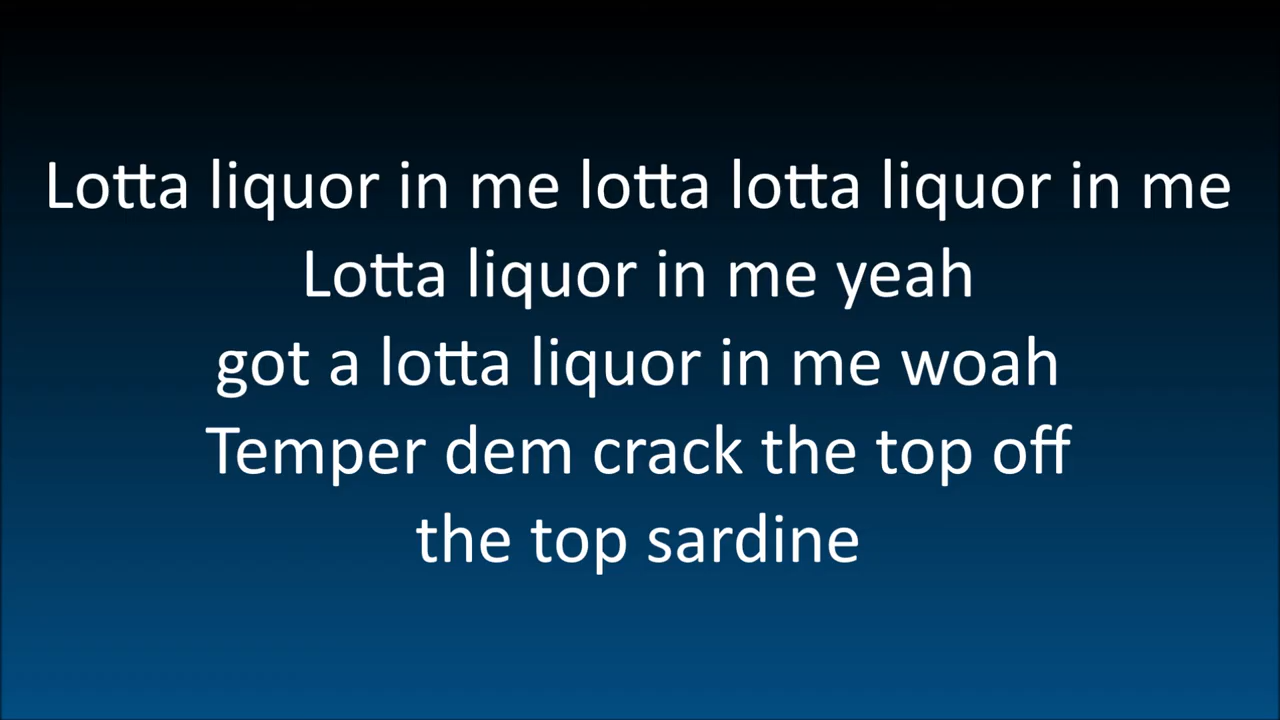 Lotta liquor in me lotta lotta liquor in me
Lotta liquor in me yeah
got a lotta liquor in me woah
Temper dem crack the top off
the top sardine